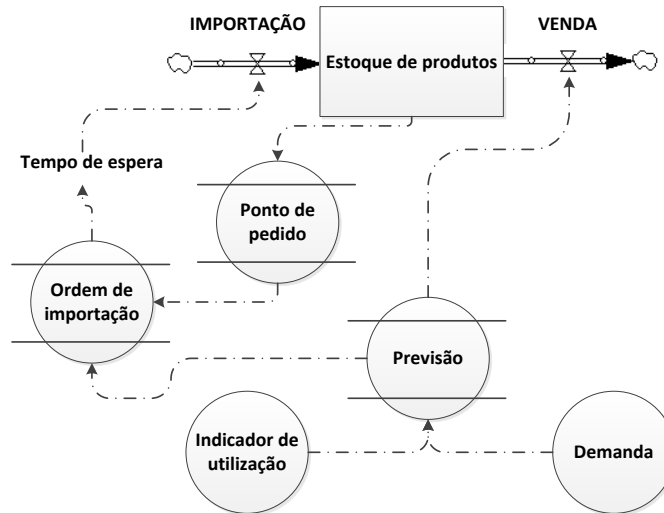 IMPORTAÇÃO
VENDA
Estoque de produtos
Tempo de espera
Ponto de
pedido
Ordem de
importação
Previsão
Indicador de
utilização
Demanda